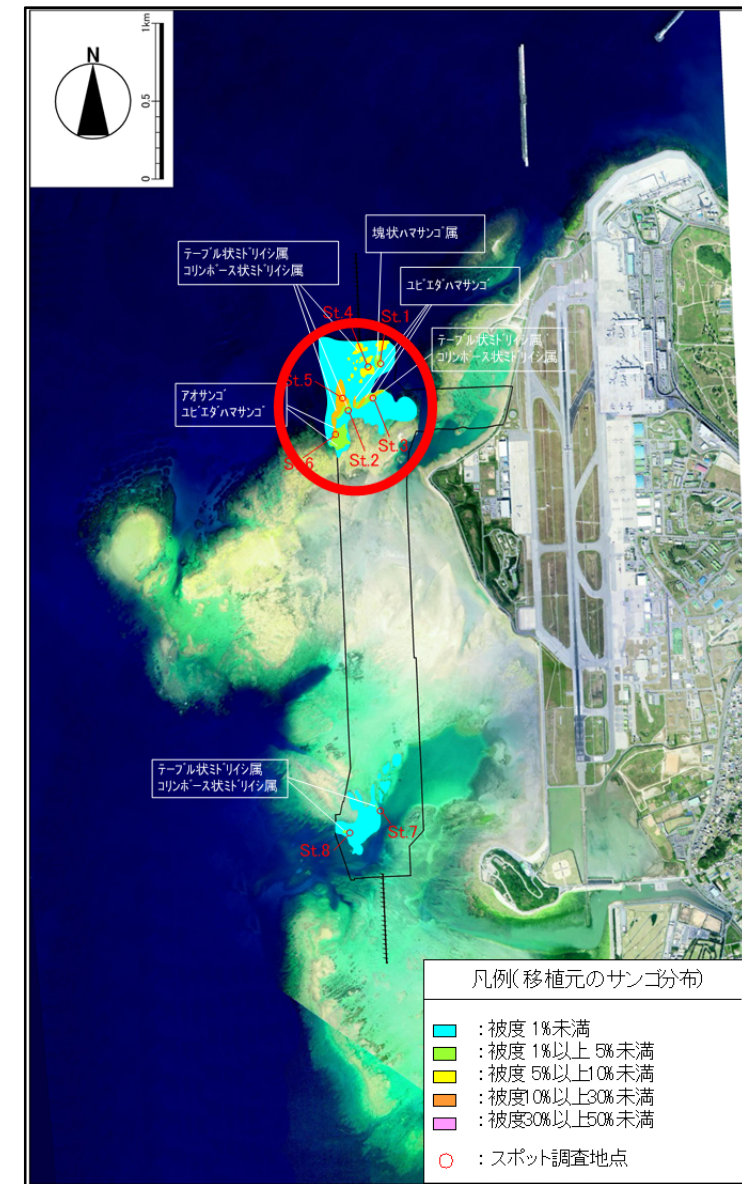 N
1km
0.5
0
塊状ハマサンゴ属
テーブル状ミドリイシ属
コリンボース状ミドリイシ属
ユビエダハマサンゴ
St.4
St.1
テーブル状ミドリイシ属
コリンボース状ミドリイシ属
St.5
アオサンゴ
ユビエダハマサンゴ
St.3
St.2
St.6
テーブル状ミドリイシ属
コリンボース状ミドリイシ属
St.7
St.8
凡例(移植元のサンゴ分布)
:被度 1%未満
:被度 1%以上 5%未満
:被度 5%以上10%未満
:被度10%以上30%未満
:被度30%以上50%未満
:スポット調査地点